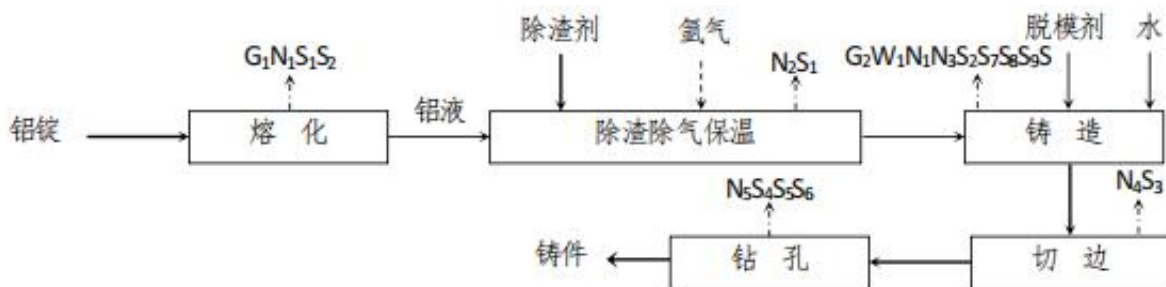 除渣剂
氩气
脱模剂
水
G₁N₁S₁S₂
N₂S₁
G₂W₁N₁N₃S₂S₇S₈S₉S
铝锭
熔 化
铝液
除渣除气保温
铸 造
N₅S₄S₅S₆
N₄S₃
铸件
钻 孔
切 边